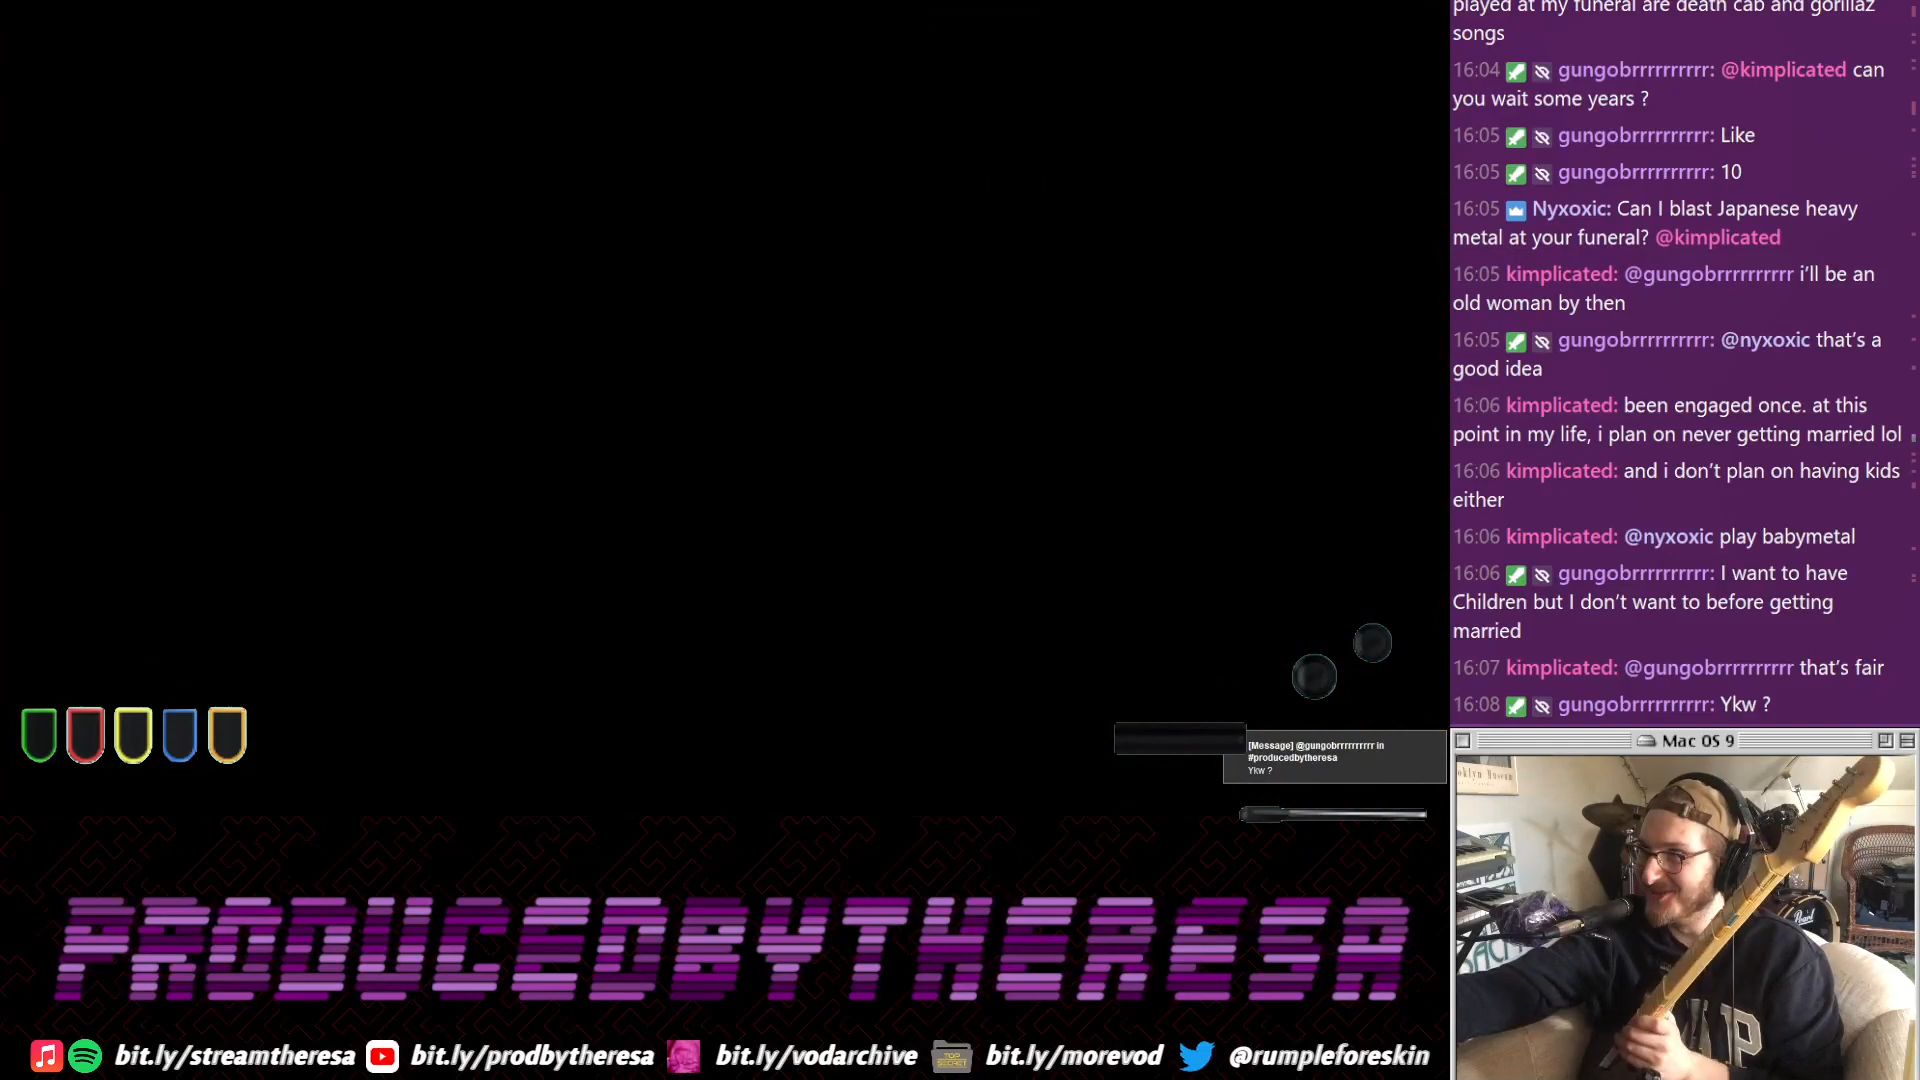 played at my funeral are death cab and gorillaz
songs
16:04 gungobrrrrrrrrrr: @kimplicated can
you wait some years ?
16:05 gungobrrrrrrrrrr: Like
16:05 gungobrrrrrrrrrr: 10
16:05 Nyxoxic: Can I blast Japanese heavy
metal at your funeral? @kimplicated
16:05 kimplicated: @gungobrrrrrrrrrr i'll be an
old woman by then
16:05 gungobrrrrrrrrrr: @nyxoxic that's a
good idea
16:06 kimplicated: been engaged once. at this
point in my life, i plan on never getting married lol
16:06 kimplicated: and i don't plan on having kids
either
16:06 kimplicated: @nyxoxic play babymetal
16:06 gungobrrrrrrrrrr: I want to have
Children but I don't want to before getting
married
16:07 kimplicated: @gungobrrrrrrrrrr that's fair
16:08 gungobrrrrrrrrrr: Ykw ?
[Message] @gungobrrrrrrrrrr in
#producedbytheresa
Ykw ?
Mac OS 9
Pearl
PRODUCEDBYTHERESA
bit.ly/streamtheresa
bit.ly/prodbytheresa
bit.ly/vodarchive
TOP SECRET
bit.ly/morevod
@rumpleforeskin